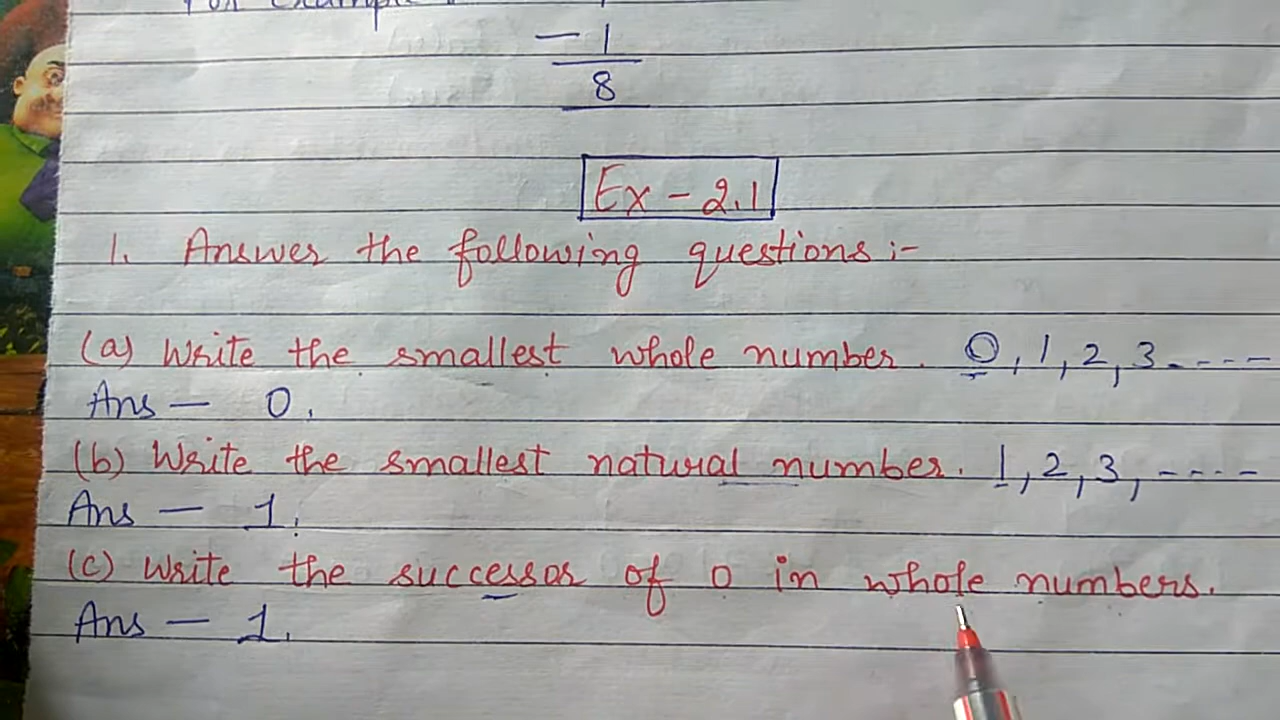 For example
- 1
8
Ex - 2.1
1. Answer the following questions :-
(a) Write the smallest whole number. 0, 1, 2, 3 - - - -
Ans - 0.
(b) Write the smallest natural number. 1, 2, 3, - - - -
Ans - 1.
(c) Write the successor of 0 in whole numbers.
Ans - 1.